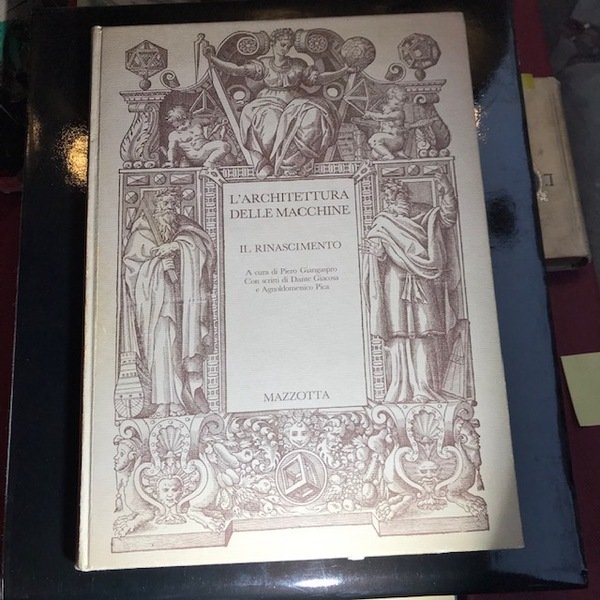 L'ARCHITETTURA
DELLE MACCHINE
IL RINASCIMENTO
A cura di Piero Giangaspro
Con scritti di Dante Giacosa
e Agnoldomenico Pica
MAZZOTTA